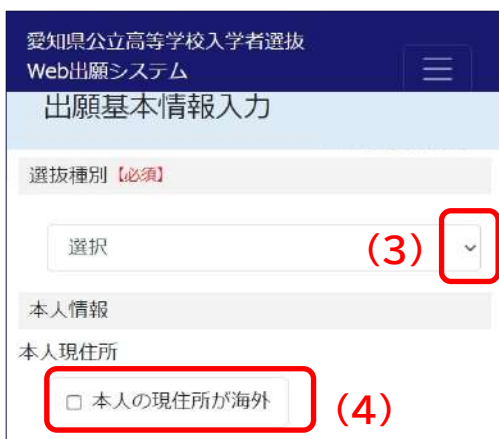 愛知県公立高等学校入学者選抜
Web出願システム
出願基本情報入力
選抜種別【必須】
選択
(3)
本人情報
本人現住所
本人の現住所が海外
(4)